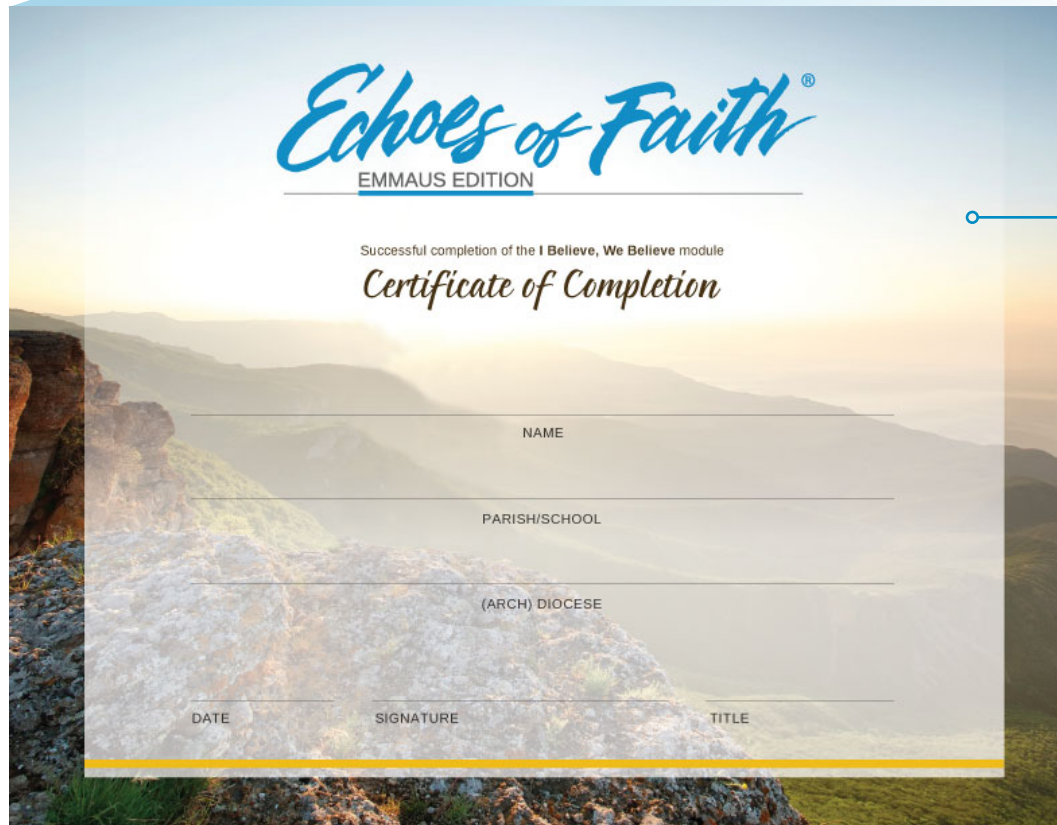 Echoes of Faith®
EMMAUS EDITION
Successful completion of the I Believe, We Believe module
Certificate of Completion
NAME
PARISH/SCHOOL
(ARCH) DIOCESE
DATE SIGNATURE TITLE